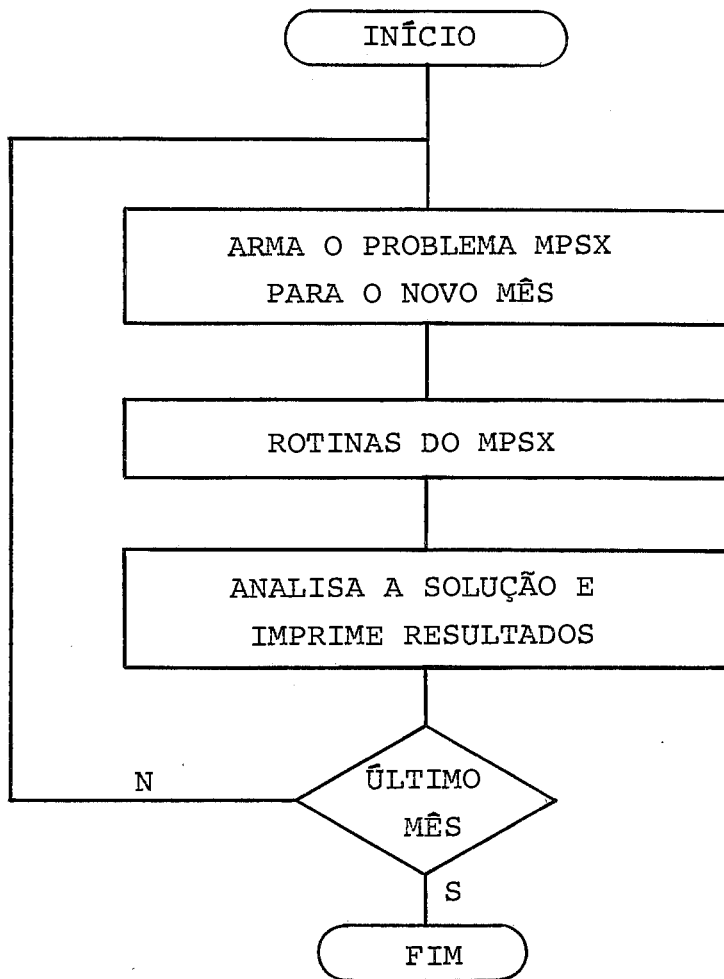 INÍCIO
ARMA O PROBLEMA MPSX
PARA O NOVO MÊS
ROTINAS DO MPSX
ANALISA A SOLUÇÃO E
IMPRIME RESULTADOS
ÚLTIMO
MÊS
N
S
FIM